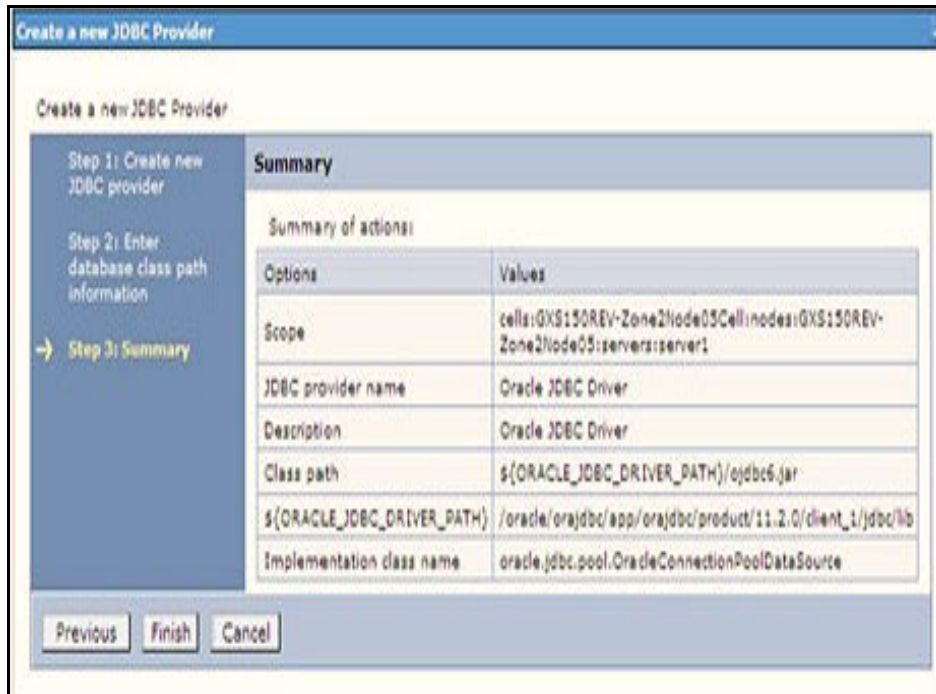 Create a new JDBC Provider
Create a new JDBC Provider
Step 1: Create new
JDBC provider
Step 2: Enter
database class path
information
Step 3: Summary
Summary
Summary of actions:
Options Values
Scope cells:GXS150REV-Zone2Node05Cell:nodes:GXS150REV-
Zone2Node05:servers:server1
JDBC provider name Oracle JDBC Driver
Description Oracle JDBC Driver
Class path ${ORACLE_JDBC_DRIVER_PATH}/ojdbc6.jar
${ORACLE_JDBC_DRIVER_PATH} /oracle/orajdbc/app/orajdbc/product/11.2.0/client_1/jdbc/lib
Implementation class name oracle.jdbc.pool.OracleConnectionPoolDataSource
Previous Finish Cancel